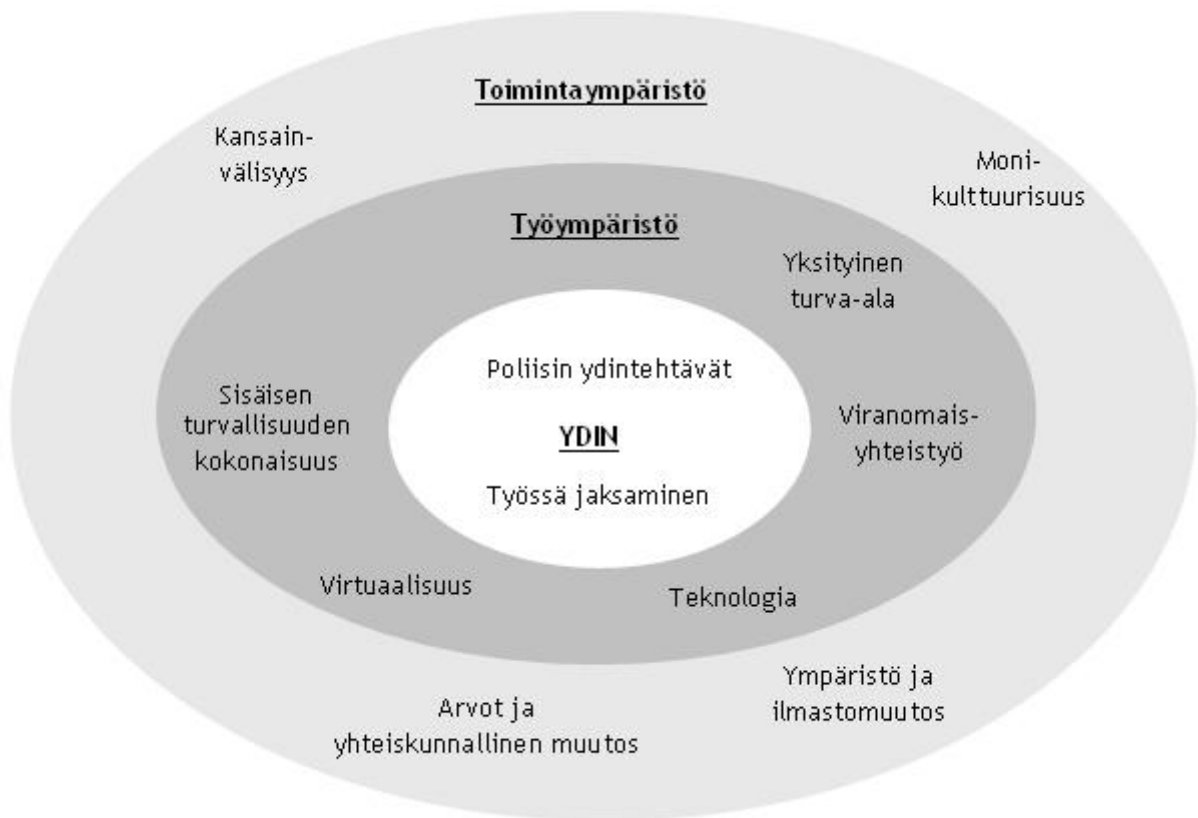 Toimintaympäristö
Kansain-
välisyys
Moni-
kulttuurisuus
Työympäristö
Yksityinen
turva-ala
Poliisin ydintehtävät
Sisäisen
turvallisuuden
kokonaisuus
YDIN
Viranomais-
yhteistyö
Työssä jaksaminen
Virtuaalisuus
Teknologia
Ympäristö ja
ilmastomuutos
Arvot ja
yhteiskunnallinen muutos